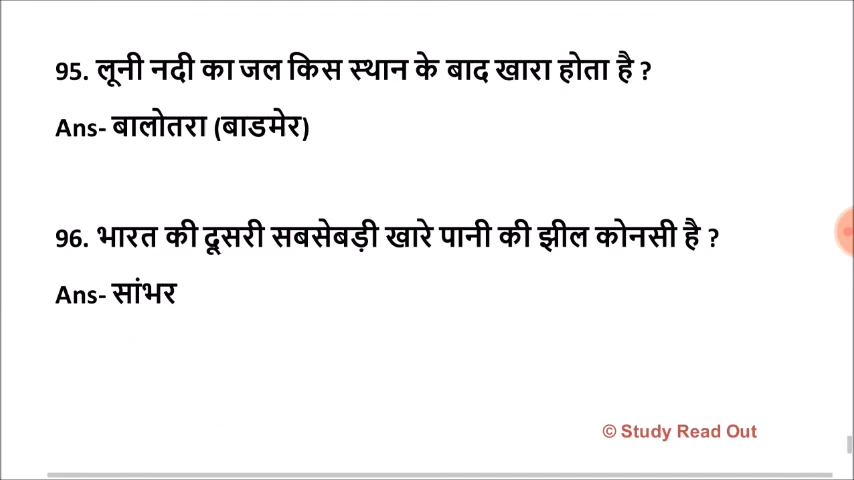 95. लूनी नदी का जल किस स्थान के बाद खारा होता है ?
Ans- बालोतरा (बाडमेर)
96. भारत की दूसरी सबसेबड़ी खारे पानी की झील कोनसी है ?
Ans- सांभर
© Study Read Out